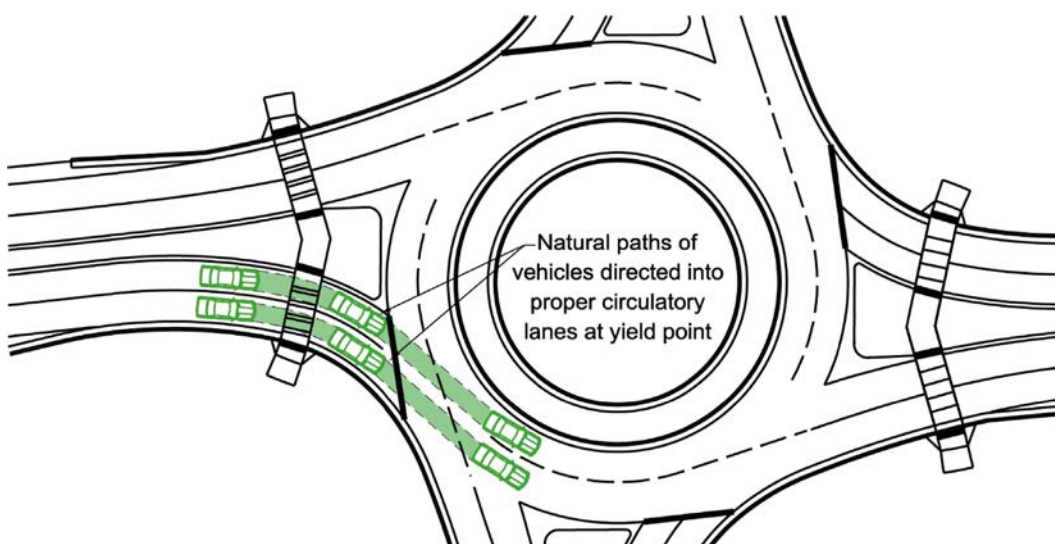 Natural paths of
vehicles directed into
proper circulatory
lanes at yield point